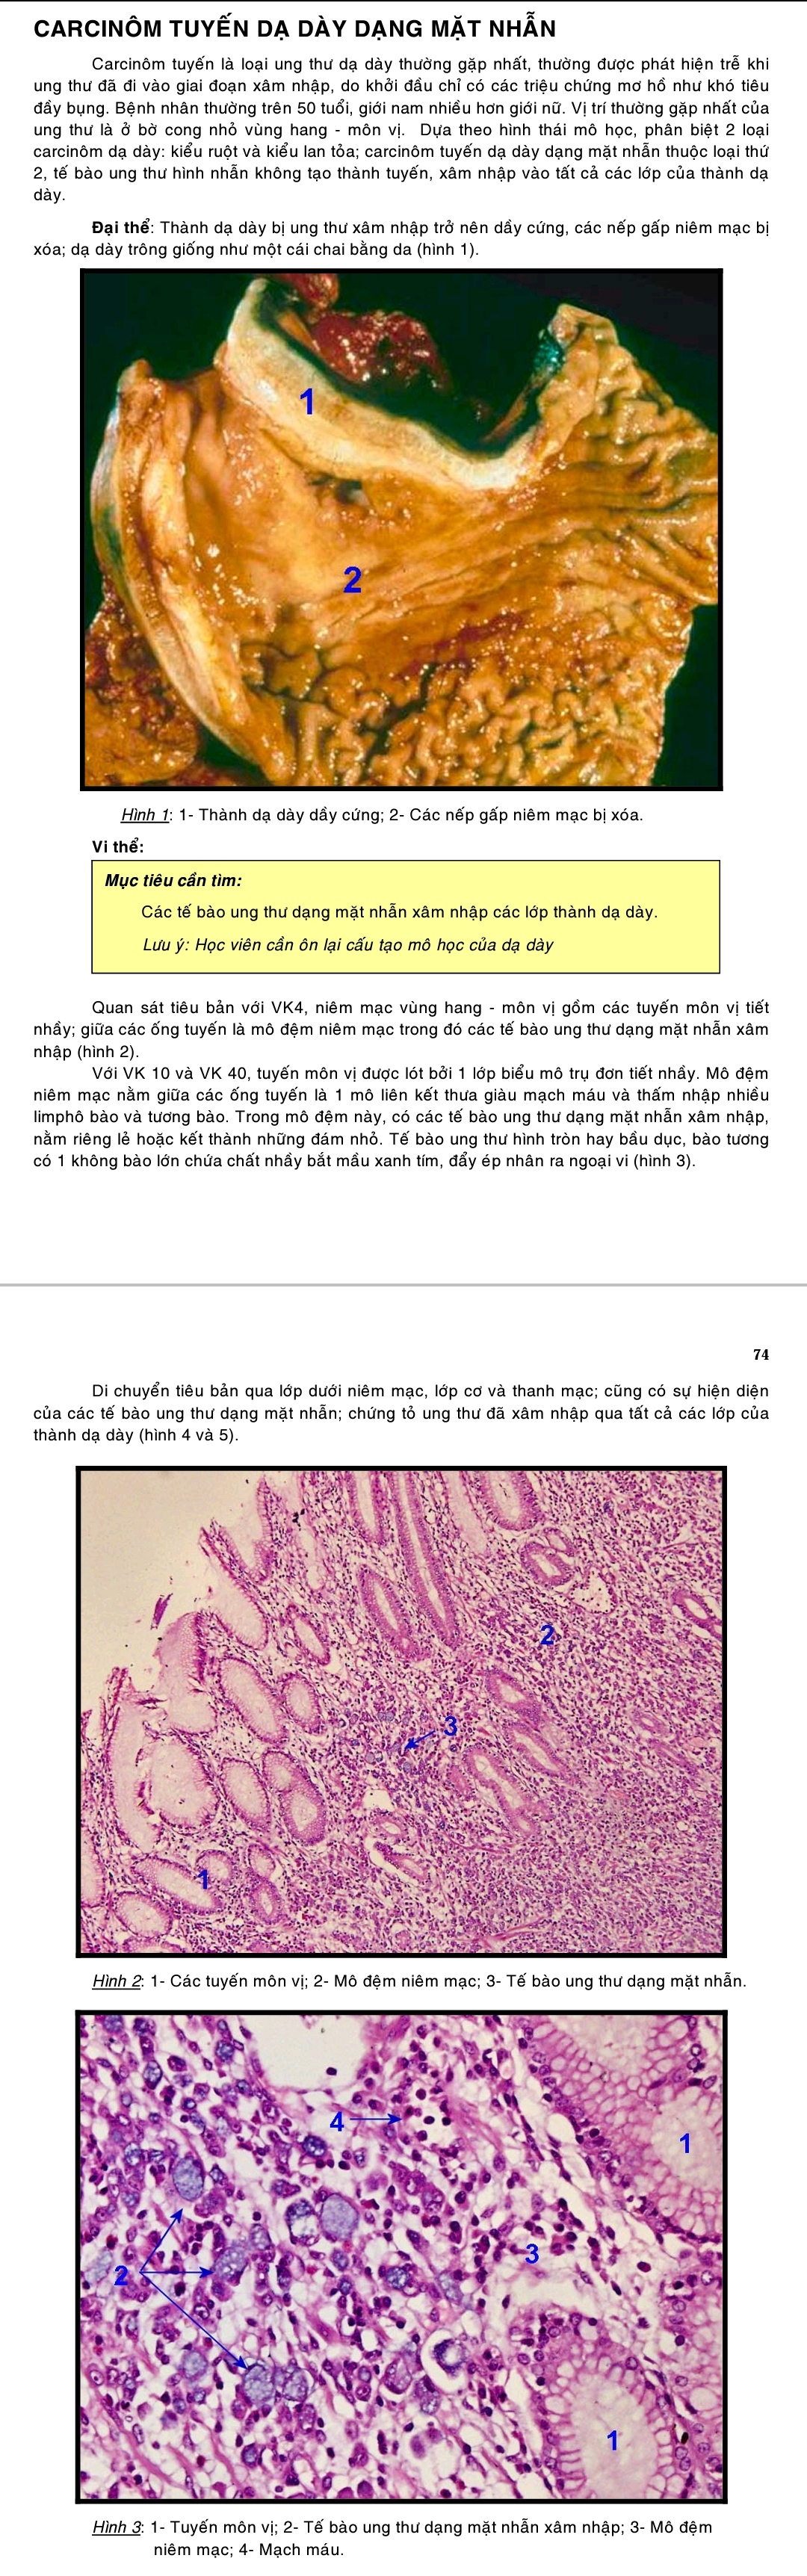 CARCINÔM TUYẾN DẠ DÀY DẠNG MẶT NHẪN
Carcinôm tuyến là loại ung thư dạ dày thường gặp nhất, thường được phát hiện trễ khi
ung thư đã đi vào giai đoạn xâm nhập, do khởi đầu chỉ có các triệu chứng mơ hồ như khó tiêu
đầy bụng. Bệnh nhân thường trên 50 tuổi, giới nam nhiều hơn giới nữ. Vị trí thường gặp nhất của
ung thư là ở bờ cong nhỏ vùng hang - môn vị. Dựa theo hình thái mô học, phân biệt 2 loại
carcinôm dạ dày: kiểu ruột và kiểu lan tỏa; carcinôm tuyến dạ dày dạng mặt nhẫn thuộc loại thứ
2, tế bào ung thư hình nhẫn không tạo thành tuyến, xâm nhập vào tất cả các lớp của thành dạ
dày.
Đại thể: Thành dạ dày bị ung thư xâm nhập trở nên dầy cứng, các nếp gấp niêm mạc bị
xóa; dạ dày trông giống như một cái chai bằng da (hình 1).
1
2
Hình 1: 1- Thành dạ dày dầy cứng; 2- Các nếp gấp niêm mạc bị xóa.
Vi thể:
Mục tiêu cần tìm:
Các tế bào ung thư dạng mặt nhẫn xâm nhập các lớp thành dạ dày.
Lưu ý: Học viên cần ôn lại cấu tạo mô học của dạ dày
Quan sát tiêu bản với VK4, niêm mạc vùng hang - môn vị gồm các tuyến môn vị tiết
nhầy; giữa các ống tuyến là mô đệm niêm mạc trong đó các tế bào ung thư dạng mặt nhẫn xâm
nhập (hình 2).
Với VK 10 và VK 40, tuyến môn vị được lót bởi 1 lớp biểu mô trụ đơn tiết nhầy. Mô đệm
niêm mạc nằm giữa các ống tuyến là 1 mô liên kết thưa giàu mạch máu và thấm nhập nhiều
limphô bào và tương bào. Trong mô đệm này, có các tế bào ung thư dạng mặt nhẫn xâm nhập,
nằm riêng lẻ hoặc kết thành những đám nhỏ. Tế bào ung thư hình tròn hay bầu dục, bào tương
có 1 không bào lớn chứa chất nhầy bắt mầu xanh tím, đẩy ép nhân ra ngoại vi (hình 3).
74
Di chuyển tiêu bản qua lớp dưới niêm mạc, lớp cơ và thanh mạc; cũng có sự hiện diện
của các tế bào ung thư dạng mặt nhẫn; chứng tỏ ung thư đã xâm nhập qua tất cả các lớp của
thành dạ dày (hình 4 và 5).
2
3
1
Hình 2: 1- Các tuyến môn vị; 2- Mô đệm niêm mạc; 3- Tế bào ung thư dạng mặt nhẫn.
4
1
3
2
1
Hình 3: 1- Tuyến môn vị; 2- Tế bào ung thư dạng mặt nhẫn xâm nhập; 3- Mô đệm
niêm mạc; 4- Mạch máu.